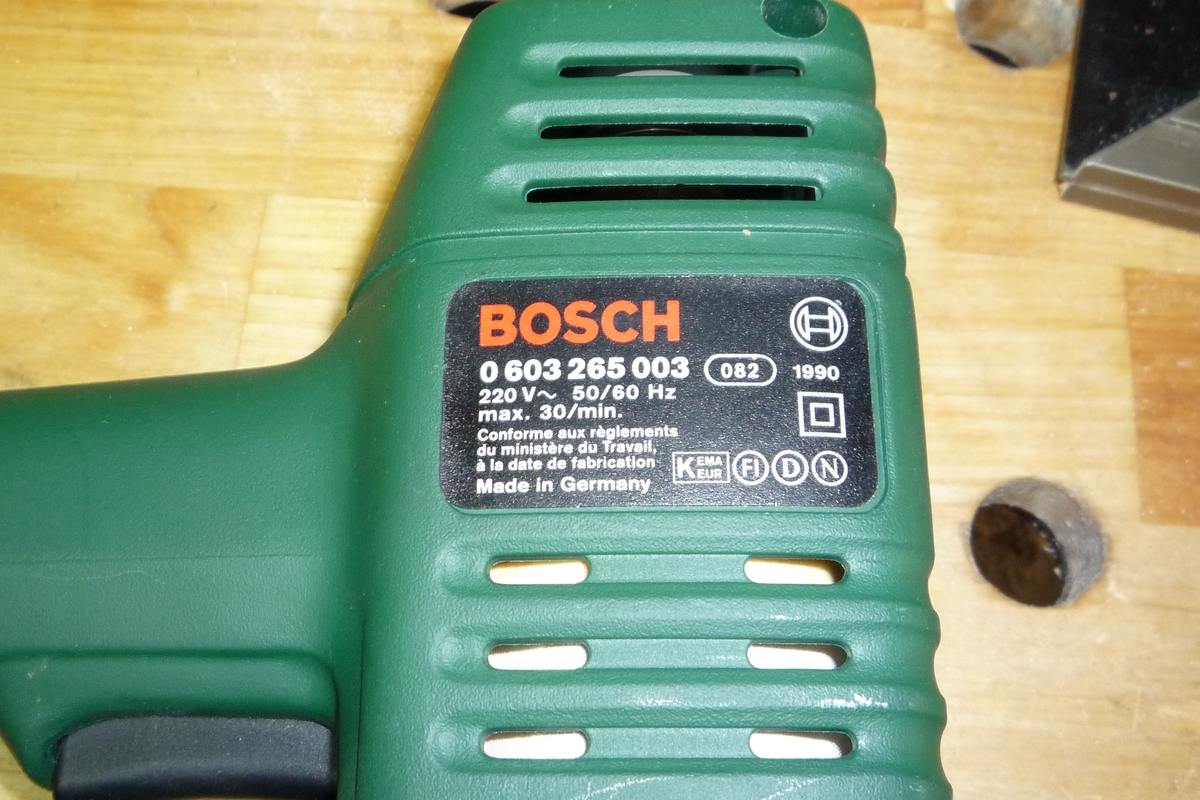 BOSCH
0 603 265 003 082 1990
220 V~ 50/60 Hz
max. 30/min.
Conforme aux règlements
du ministère du Travail,
à la date de fabrication
Made in Germany
KEMA EUR FI D N